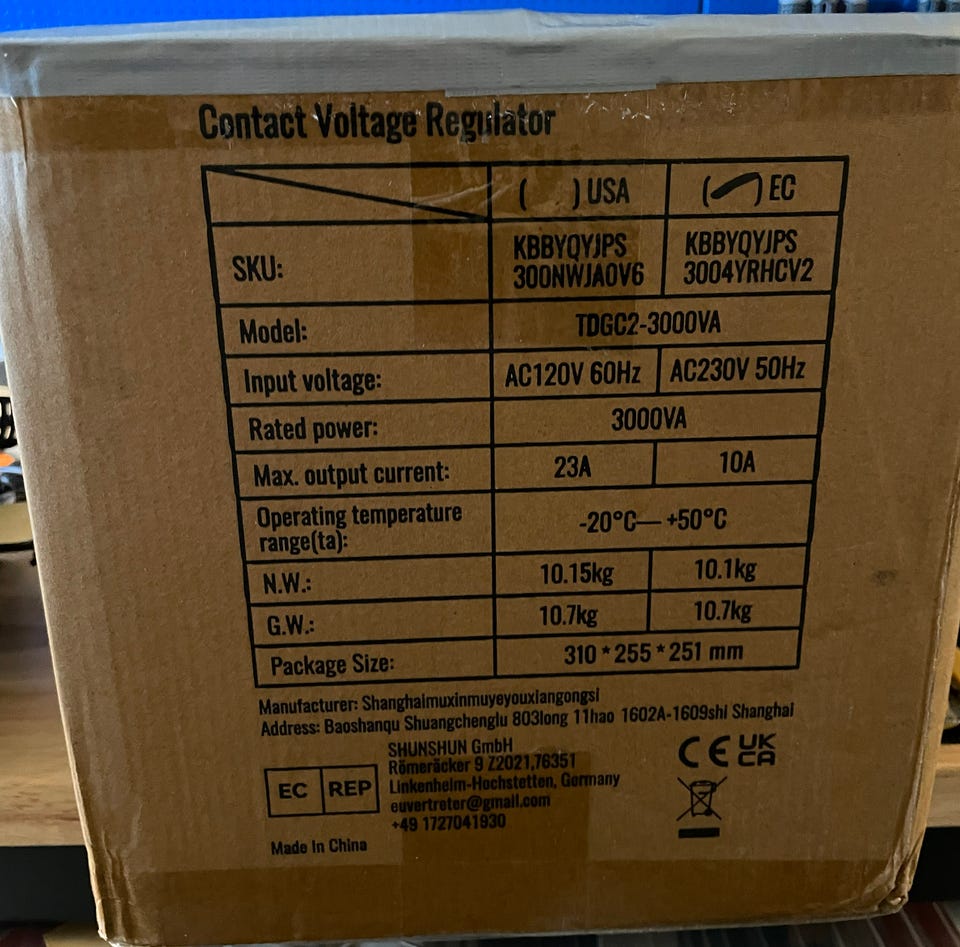 Contact Voltage Regulator
( ) USA (/) EC
SKU: KBBYQYJPS 300NWJA0V6 KBBYQYJPS 3004YRHCV2
Model: TDGC2-3000VA
Input voltage: AC120V 60Hz AC230V 50Hz
Rated power: 3000VA
Max. output current: 23A 10A
Operating temperature range(ta): -20°C— +50°C
N.W.: 10.15kg 10.1kg
G.W.: 10.7kg 10.7kg
Package Size: 310*255*251 mm
Manufacturer: Shanghaimuxinmuyeyouxiangongsi
Address: Baoshanqu Shuangchenglu 803long 11hao 1602A-1609shi Shanghai
EC REP
SHUNSHUN GmbH
Römeräcker 9 Z2021,76351
Linkenheim-Hochstetten, Germany
euvertreter@gmail.com
+49 1727041930
CE UK CA
Made In China